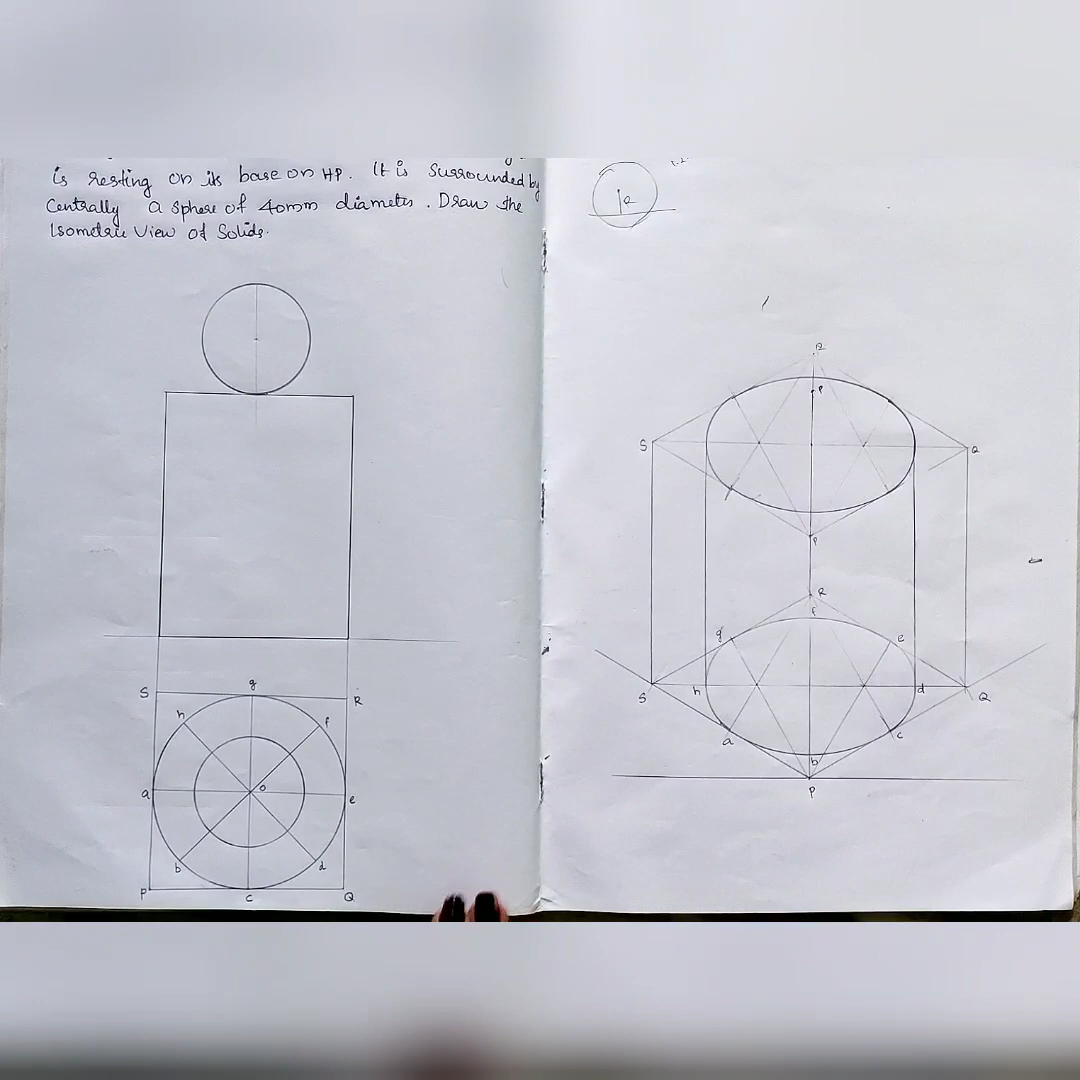 is resting on its base on HP. It is surrounded by
Centrally a sphere of 40mm diameter. Draw the
Isometric View of Solids.
R
R
P
S
Q
P
R
f
g
e
S
h
d
Q
a
c
b
P
S
g
R
h
f
a
o
e
b
d
P
c
Q